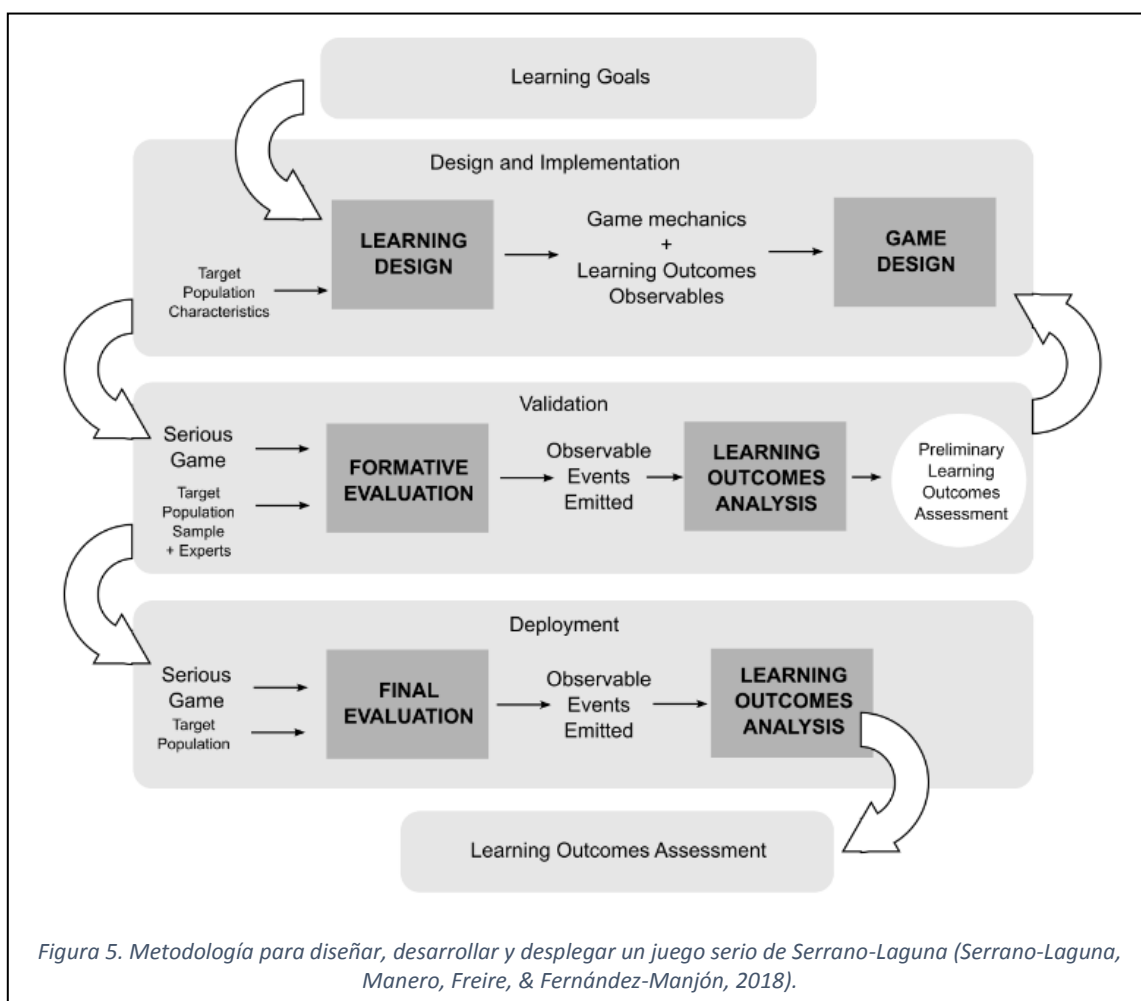 Learning Goals
Design and Implementation
Target
Population
Characteristics
LEARNING
DESIGN
Game mechanics
+
Learning Outcomes
Observables
GAME
DESIGN
Validation
Serious
Game
Target
Population
Sample
+ Experts
FORMATIVE
EVALUATION
Observable
Events
Emitted
LEARNING
OUTCOMES
ANALYSIS
Preliminary
Learning
Outcomes
Assessment
Deployment
Serious
Game
Target
Population
FINAL
EVALUATION
Observable
Events
Emitted
LEARNING
OUTCOMES
ANALYSIS
Learning Outcomes Assessment
Figura 5. Metodología para diseñar, desarrollar y desplegar un juego serio de Serrano-Laguna (Serrano-Laguna,
Manero, Freire, & Fernández-Manjón, 2018).